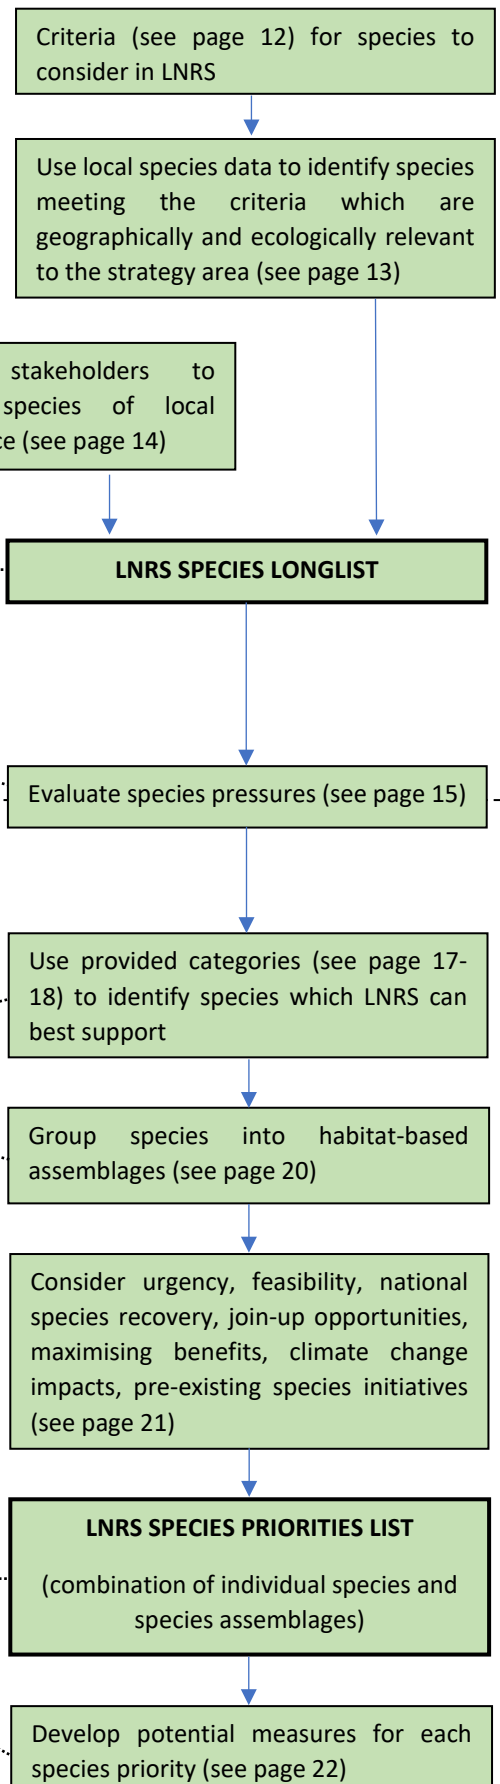 Criteria (see page 12) for species to
consider in LNRS
Use local species data to identify species
meeting the criteria which are
geographically and ecologically relevant
to the strategy area (see page 13)
stakeholders to
species of local
(see page 14)
LNRS SPECIES LONGLIST
Evaluate species pressures (see page 15)
Use provided categories (see page 17-
18) to identify species which LNRS can
best support
Group species into habitat-based
assemblages (see page 20)
Consider urgency, feasibility, national
species recovery, join-up opportunities,
maximising benefits, climate change
impacts, pre-existing species initiatives
(see page 21)
LNRS SPECIES PRIORITIES LIST
(combination of individual species and
species assemblages)
Develop potential measures for each
species priority (see page 22)